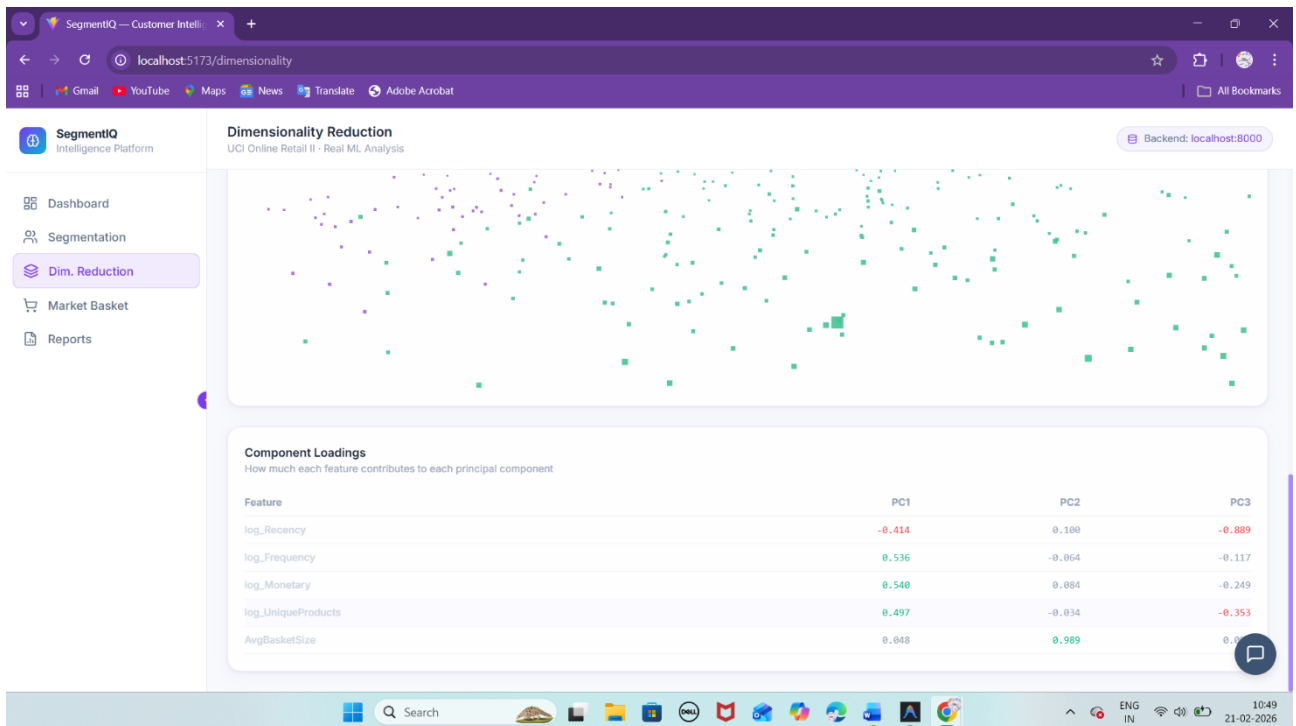 SegmentIQ — Customer Intelli
localhost:5173/dimensionality
Gmail YouTube Maps News Translate Adobe Acrobat All Bookmarks
SegmentIQ
Intelligence Platform
Dimensionality Reduction
UCI Online Retail II · Real ML Analysis
Backend: localhost:8000
Dashboard
Segmentation
Dim. Reduction
Market Basket
Reports
Component Loadings
How much each feature contributes to each principal component
Feature PC1 PC2 PC3
log_Recency -0.414 0.100 -0.889
log_Frequency 0.536 -0.064 -0.117
log_Monetary 0.540 0.084 -0.249
log_UniqueProducts 0.497 -0.034 -0.353
AvgBasketSize 0.048 0.989
Search
DELL
ENG
IN
10:49
21-02-2026